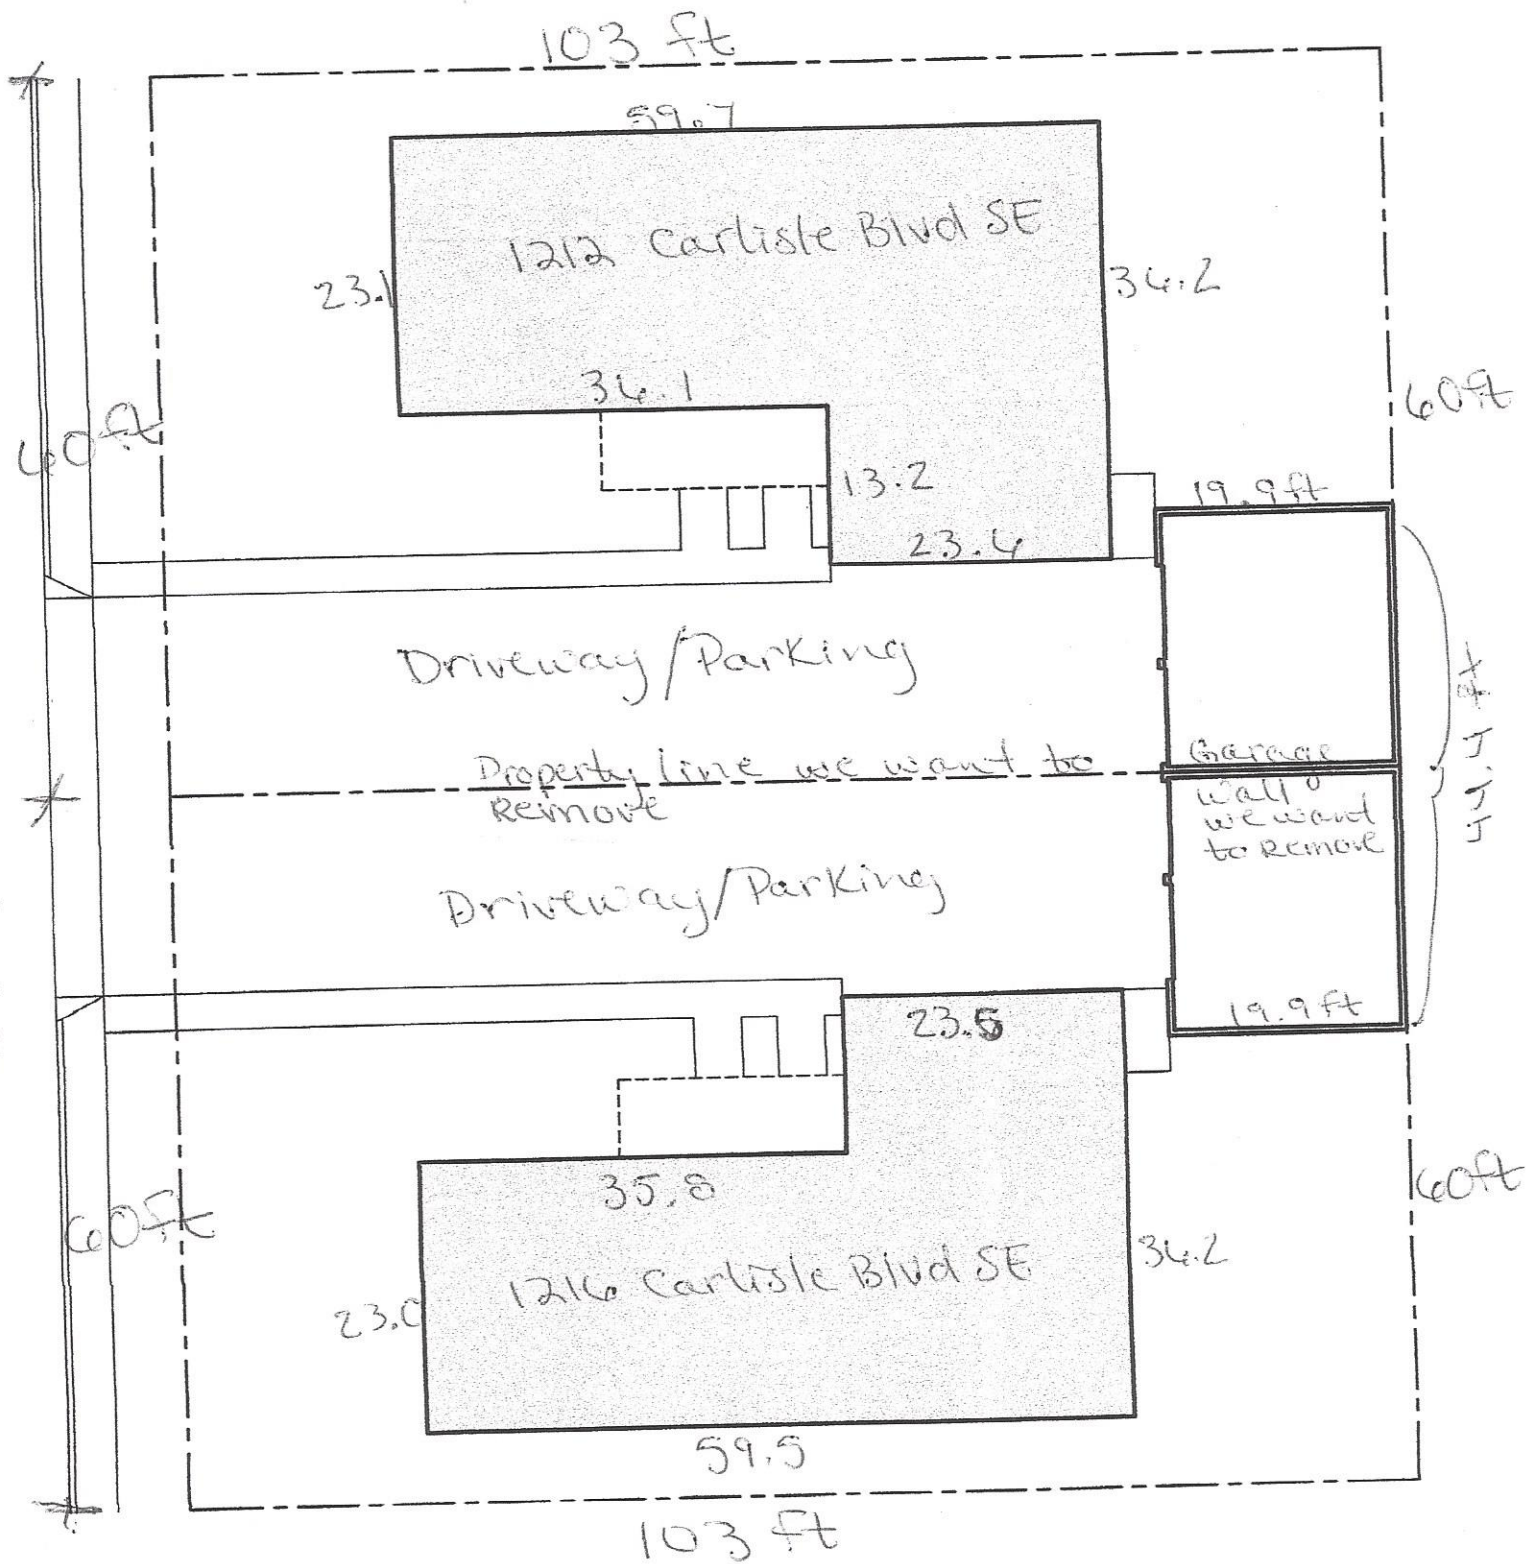 103 ft
59.7
1212 Carlisle Blvd SE
23.1
34.2
34.1
60ft
60ft
13.2
19.9ft
23.4
Driveway/Parking
Property line we want to
Remove
Garage
Wall
we want
to Remove
Driveway/Parking
23.5
19.9ft
35.8
60ft
60ft
1216 Carlisle Blvd SE
34.2
23.0
59.5
103 ft